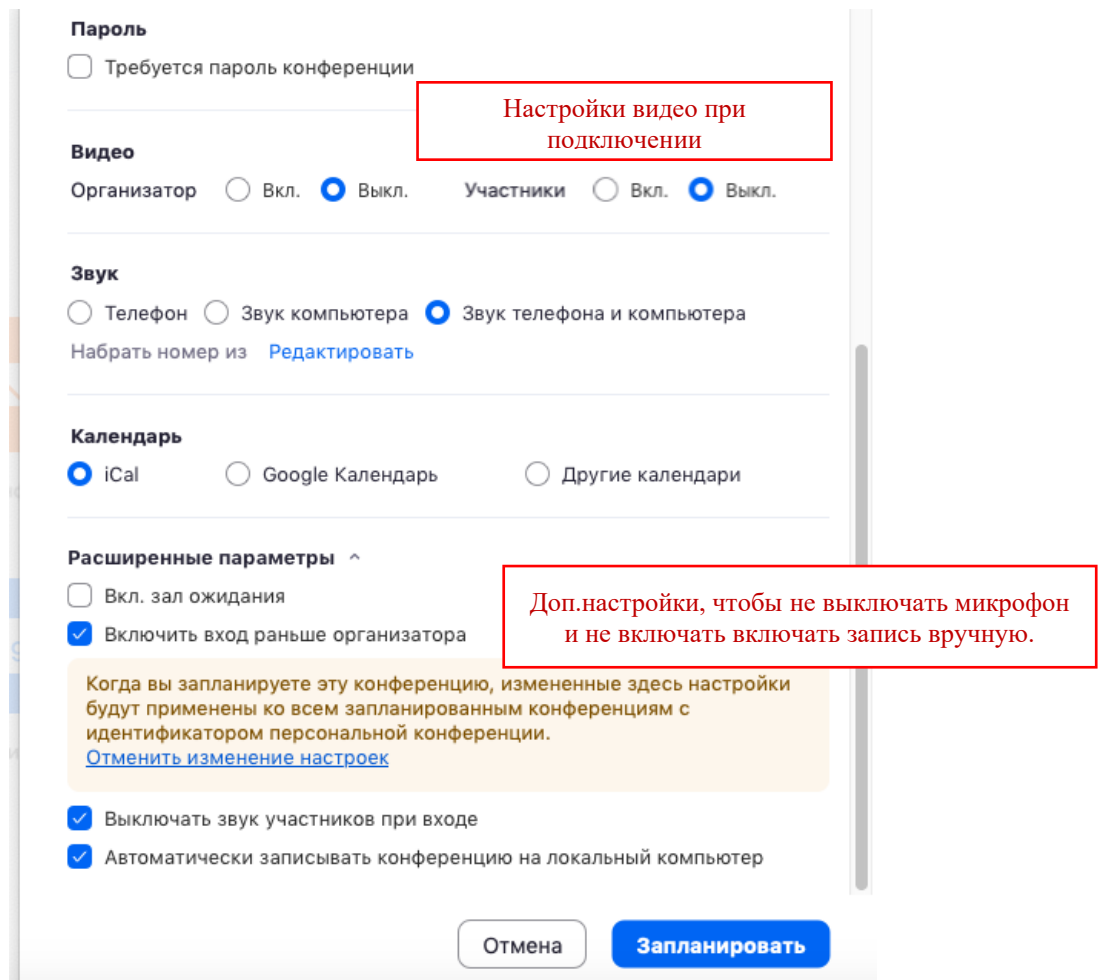 Пароль
Требуется пароль конференции
Настройки видео при
подключении
Видео
Организатор Вкл. Выкл. Участники Вкл. Выкл.
Звук
Телефон Звук компьютера Звук телефона и компьютера
Набрать номер из Редактировать
Календарь
iCal Google Календарь Другие календари
Расширенные параметры
Вкл. зал ожидания
Доп.настройки, чтобы не выключать микрофон
и не включать включать запись вручную.
Включить вход раньше организатора
Когда вы запланируете эту конференцию, измененные здесь настройки
будут применены ко всем запланированным конференциям с
идентификатором персональной конференции.
Отменить изменение настроек
Выключать звук участников при входе
Автоматически записывать конференцию на локальный компьютер
Отмена Запланировать